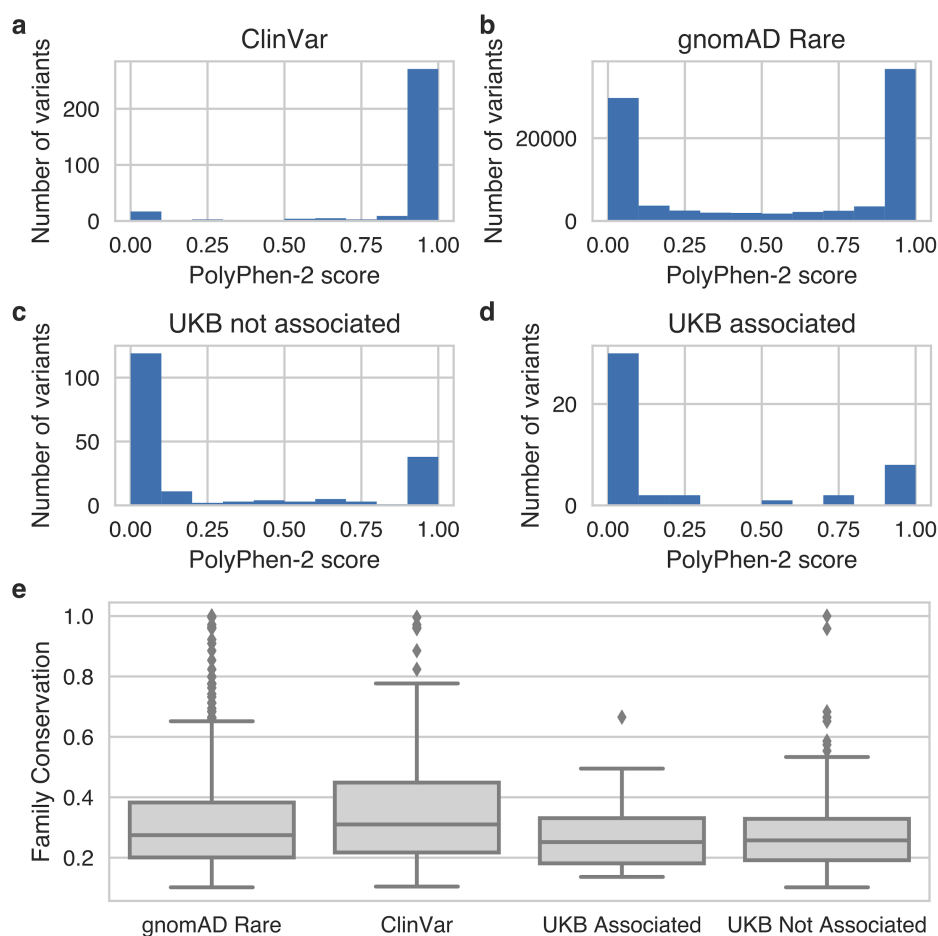 a
ClinVar
Number of variants
200
100
0
0.00 0.25 0.50 0.75 1.00
PolyPhen-2 score
b
gnomAD Rare
Number of variants
20000
0
0.00 0.25 0.50 0.75 1.00
PolyPhen-2 score
c
UKB not associated
Number of variants
100
50
0
0.00 0.25 0.50 0.75 1.00
PolyPhen-2 score
d
UKB associated
Number of variants
20
0
0.00 0.25 0.50 0.75 1.00
PolyPhen-2 score
e
Family Conservation
1.0
0.8
0.6
0.4
0.2
gnomAD Rare ClinVar UKB Associated UKB Not Associated